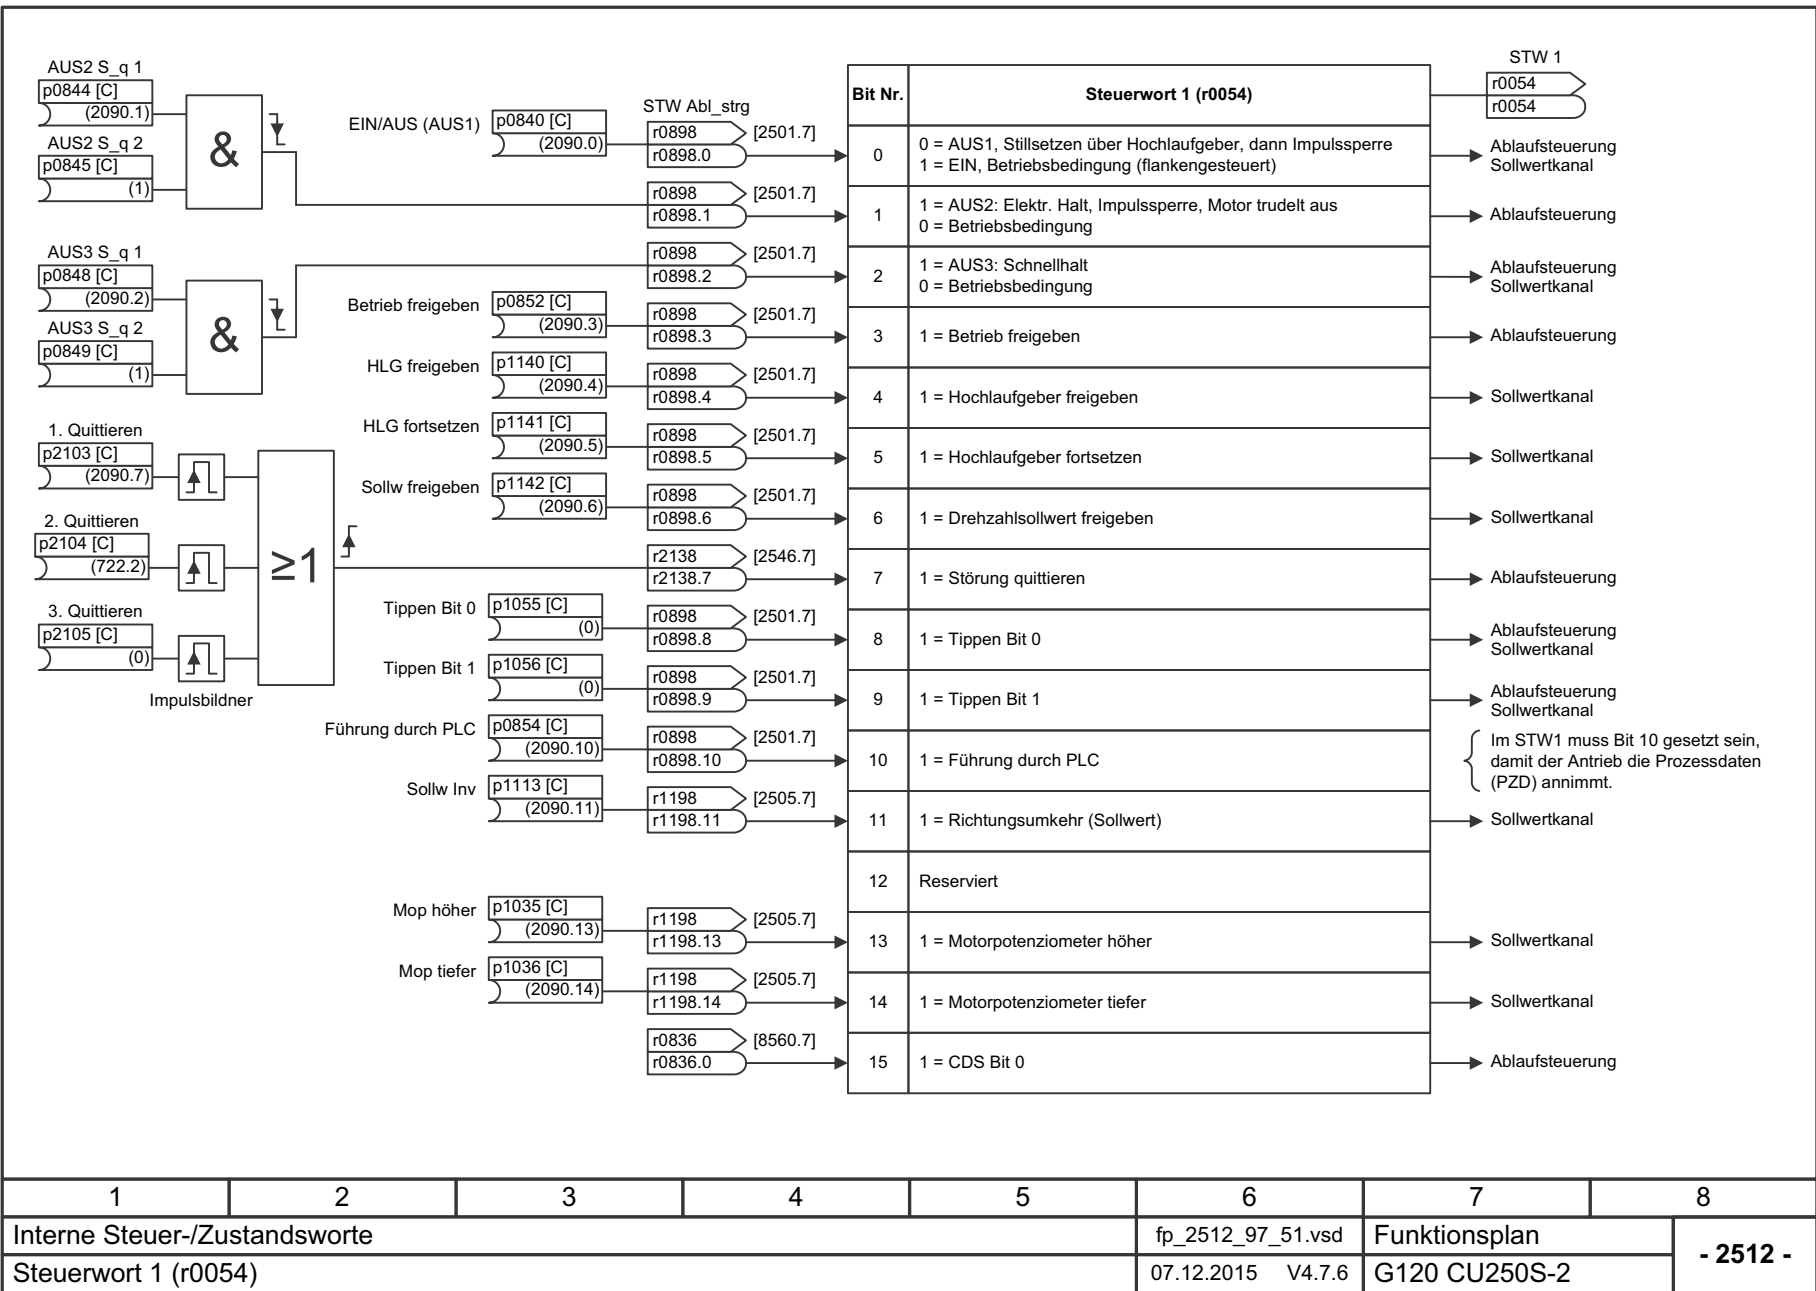 AUS2 S_q 1
p0844 [C]
(2090.1)
AUS2 S_q 2
p0845 [C]
(1)
&
AUS3 S_q 1
p0848 [C]
(2090.2)
AUS3 S_q 2
p0849 [C]
(1)
&
1. Quittieren
p2103 [C]
(2090.7)
2. Quittieren
p2104 [C]
(722.2)
3. Quittieren
p2105 [C]
(0)
Impulsbildner
≥1
EIN/AUS (AUS1)
p0840 [C]
(2090.0)
Betrieb freigeben
p0852 [C]
(2090.3)
HLG freigeben
p1140 [C]
(2090.4)
HLG fortsetzen
p1141 [C]
(2090.5)
Sollw freigeben
p1142 [C]
(2090.6)
Tippen Bit 0
p1055 [C]
(0)
Tippen Bit 1
p1056 [C]
(0)
Führung durch PLC
p0854 [C]
(2090.10)
Sollw Inv
p1113 [C]
(2090.11)
Mop höher
p1035 [C]
(2090.13)
Mop tiefer
p1036 [C]
(2090.14)
STW Abl_strg
r0898 [2501.7]
r0898.0
r0898 [2501.7]
r0898.1
r0898 [2501.7]
r0898.2
r0898 [2501.7]
r0898.3
r0898 [2501.7]
r0898.4
r0898 [2501.7]
r0898.5
r0898 [2501.7]
r0898.6
r2138 [2546.7]
r2138.7
r0898 [2501.7]
r0898.8
r0898 [2501.7]
r0898.9
r0898 [2501.7]
r0898.10
r1198 [2505.7]
r1198.11
r1198 [2505.7]
r1198.13
r1198 [2505.7]
r1198.14
r0836 [8560.7]
r0836.0
Bit Nr. Steuerwort 1 (r0054)
0 0 = AUS1, Stillsetzen über Hochlaufgeber, dann Impulssperre
1 = EIN, Betriebsbedingung (flankengesteuert)
1 1 = AUS2: Elektr. Halt, Impulssperre, Motor trudelt aus
0 = Betriebsbedingung
2 1 = AUS3: Schnellhalt
0 = Betriebsbedingung
3 1 = Betrieb freigeben
4 1 = Hochlaufgeber freigeben
5 1 = Hochlaufgeber fortsetzen
6 1 = Drehzahlsollwert freigeben
7 1 = Störung quittieren
8 1 = Tippen Bit 0
9 1 = Tippen Bit 1
10 1 = Führung durch PLC
11 1 = Richtungsumkehr (Sollwert)
12 Reserviert
13 1 = Motorpotenziometer höher
14 1 = Motorpotenziometer tiefer
15 1 = CDS Bit 0
STW 1
r0054
r0054
Ablaufsteuerung
Sollwertkanal
Ablaufsteuerung
Ablaufsteuerung
Sollwertkanal
Ablaufsteuerung
Sollwertkanal
Sollwertkanal
Sollwertkanal
Ablaufsteuerung
Ablaufsteuerung
Sollwertkanal
Ablaufsteuerung
Sollwertkanal
Im STW1 muss Bit 10 gesetzt sein,
damit der Antrieb die Prozessdaten
(PZD) annimmt.
Sollwertkanal
Sollwertkanal
Sollwertkanal
Ablaufsteuerung
1 2 3 4 5 6 7 8
Interne Steuer-/Zustandsworte fp_2512_97_51.vsd Funktionsplan - 2512 -
Steuerwort 1 (r0054) 07.12.2015 V4.7.6 G120 CU250S-2